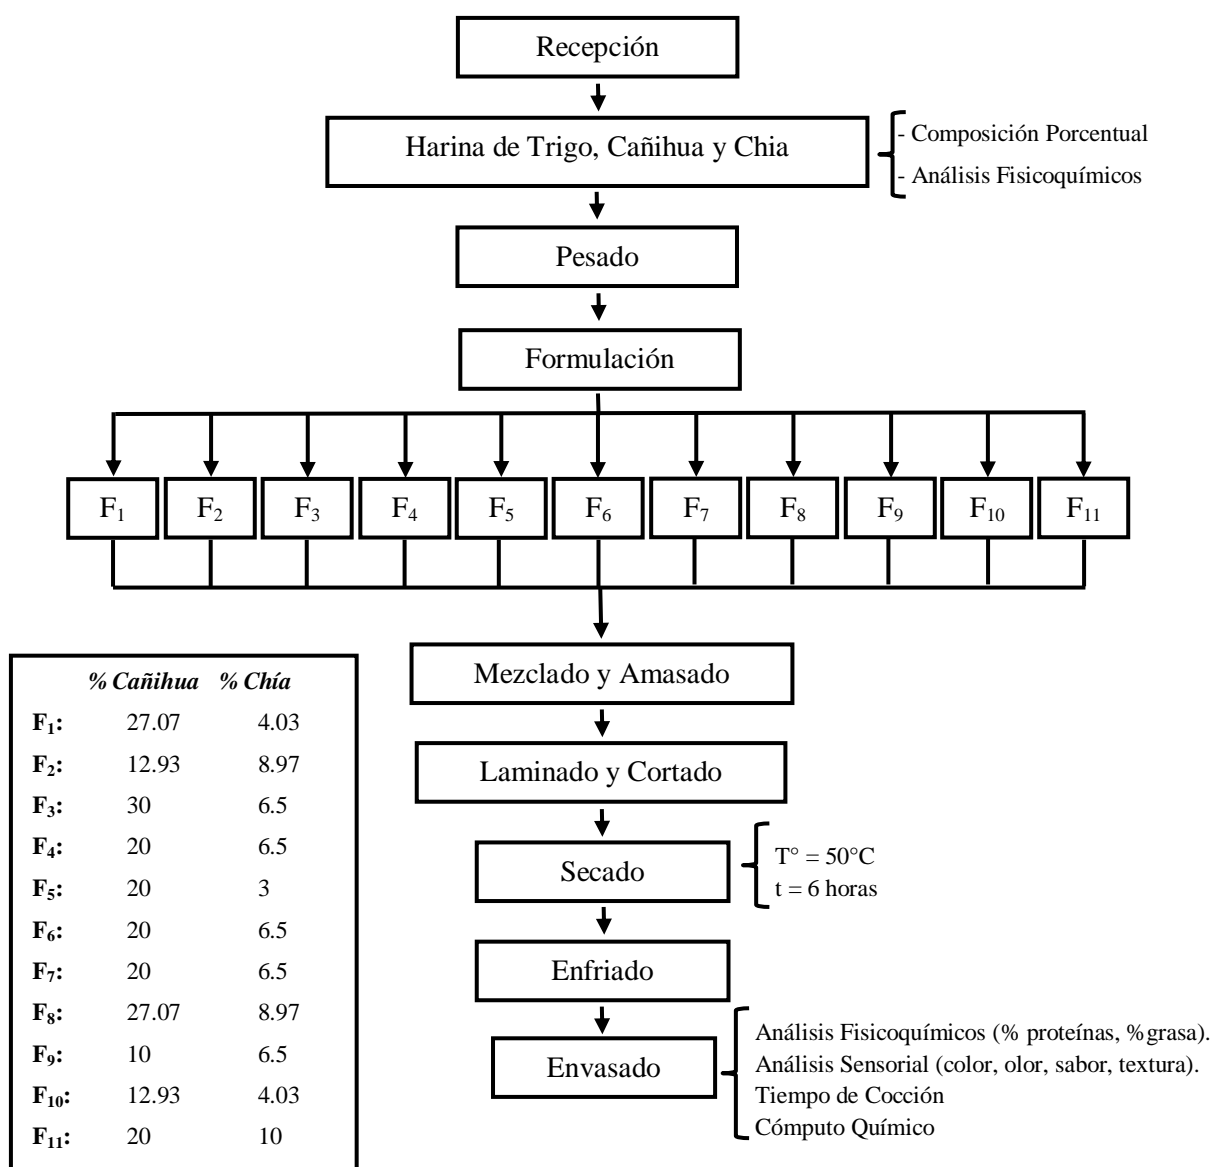 Recepción
Harina de Trigo, Cañihua y Chia
- Composición Porcentual
- Análisis Fisicoquímicos
Pesado
Formulación
F₁ F₂ F₃ F₄ F₅ F₆ F₇ F₈ F₉ F₁₀ F₁₁
Mezclado y Amasado
Laminado y Cortado
Secado
T° = 50°C
t = 6 horas
Enfriado
Envasado
Análisis Fisicoquímicos (% proteínas, %grasa).
Análisis Sensorial (color, olor, sabor, textura).
Tiempo de Cocción
Cómputo Químico
% Cañihua % Chía
F₁: 27.07 4.03
F₂: 12.93 8.97
F₃: 30 6.5
F₄: 20 6.5
F₅: 20 3
F₆: 20 6.5
F₇: 20 6.5
F₈: 27.07 8.97
F₉: 10 6.5
F₁₀: 12.93 4.03
F₁₁: 20 10